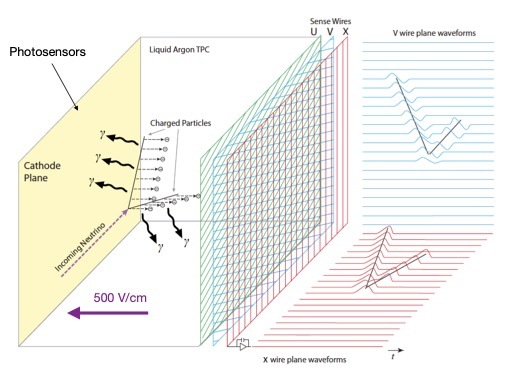 Sense Wires
U V X
V wire plane waveforms
Liquid Argon TPC
Photosensors
Charged Particles
γ
γ
γ
Cathode
Plane
γ
γ
Incoming Neutrino
500 V/cm
t
X wire plane waveforms